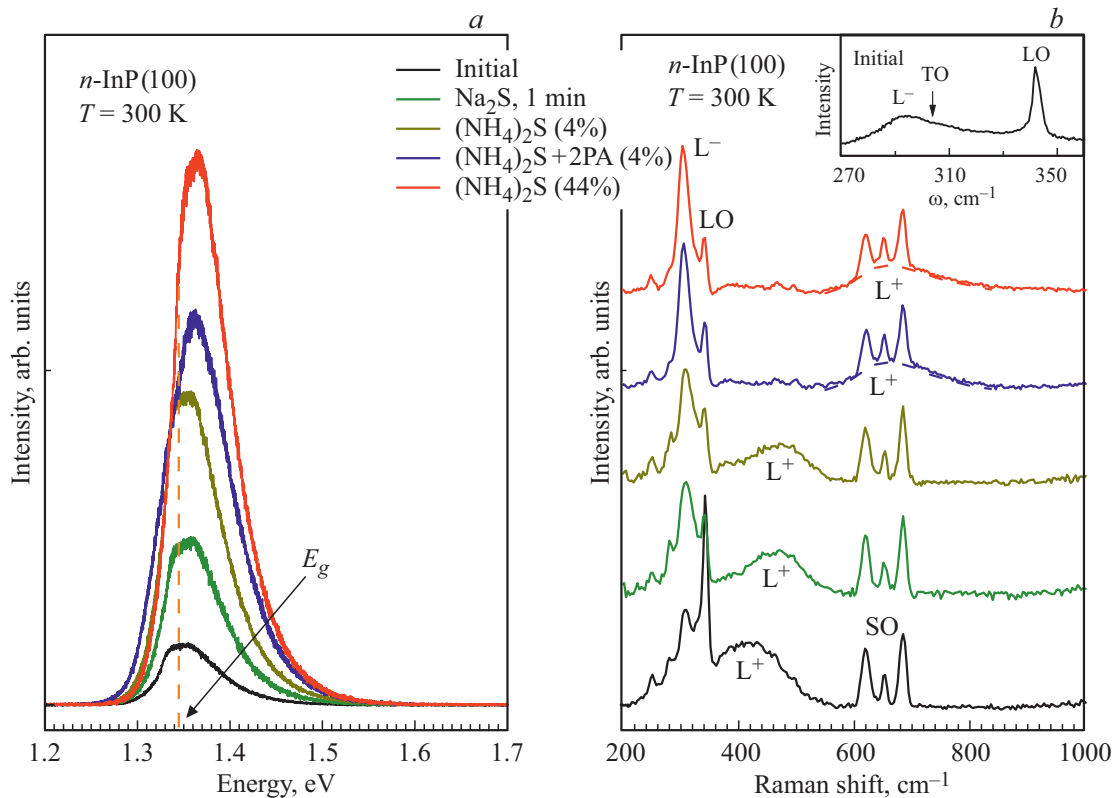 a
n-InP(100)
T = 300 K
Initial
Na₂S, 1 min
(NH₄)₂S (4%)
(NH₄)₂S + 2PA (4%)
(NH₄)₂S (44%)
E_g
Intensity, arb. units
1.2 1.3 1.4 1.5 1.6 1.7
Energy, eV
b
n-InP(100)
T = 300 K
Initial
L⁻
TO
LO
Intensity
270 310 350
ω, cm⁻¹
L⁻
LO
L⁺
L⁺
L⁺
L⁺
SO
L⁺
Intensity, arb. units
200 400 600 800 1000
Raman shift, cm⁻¹